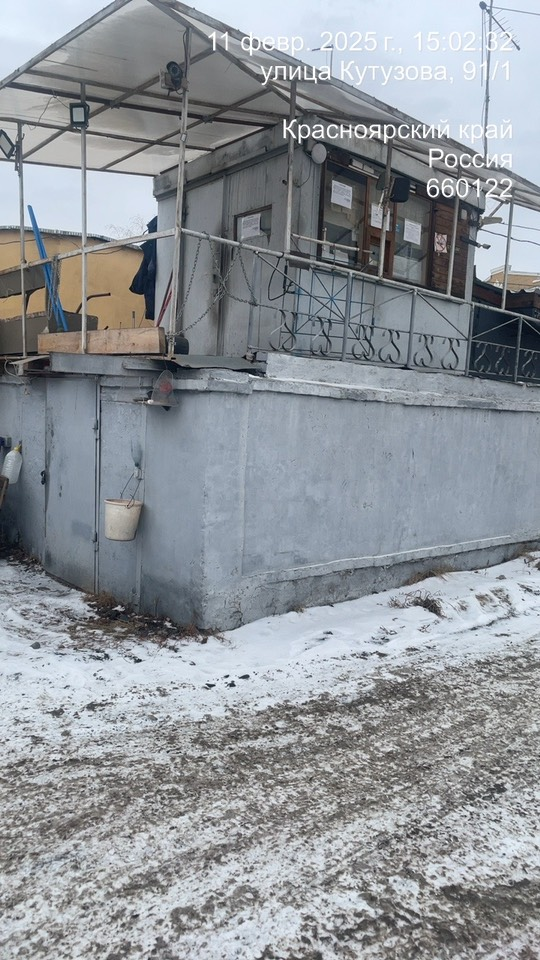 11 февр. 2025 г., 15:02:32
улица Кутузова, 91/1
Красноярский край
Россия
660122